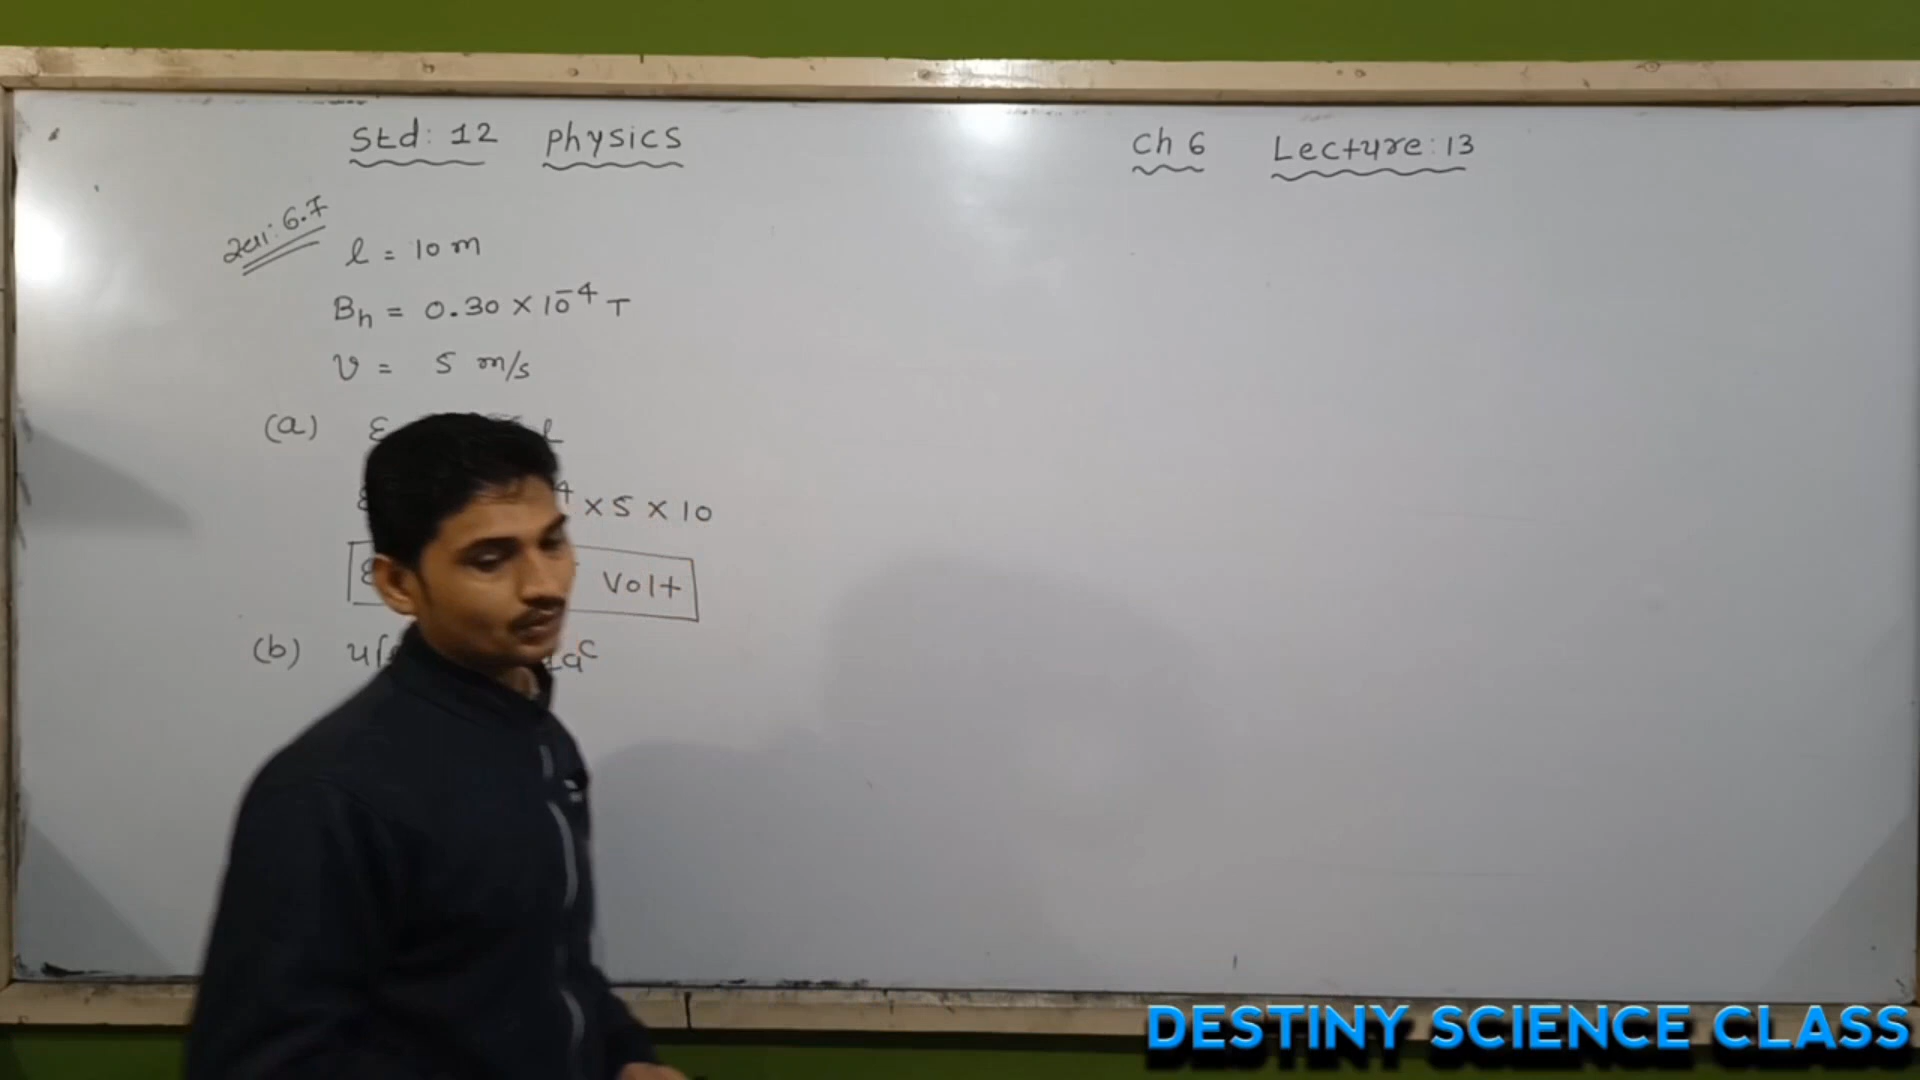 Std: 12 Physics
Ch 6 Lecture: 13
સ્વા: 6.7
l = 10 m
Bh = 0.30 × 10⁻⁴ T
v = 5 m/s
(a) ε l
4 × 5 × 10
Volt
(b)
DESTINY SCIENCE CLASS